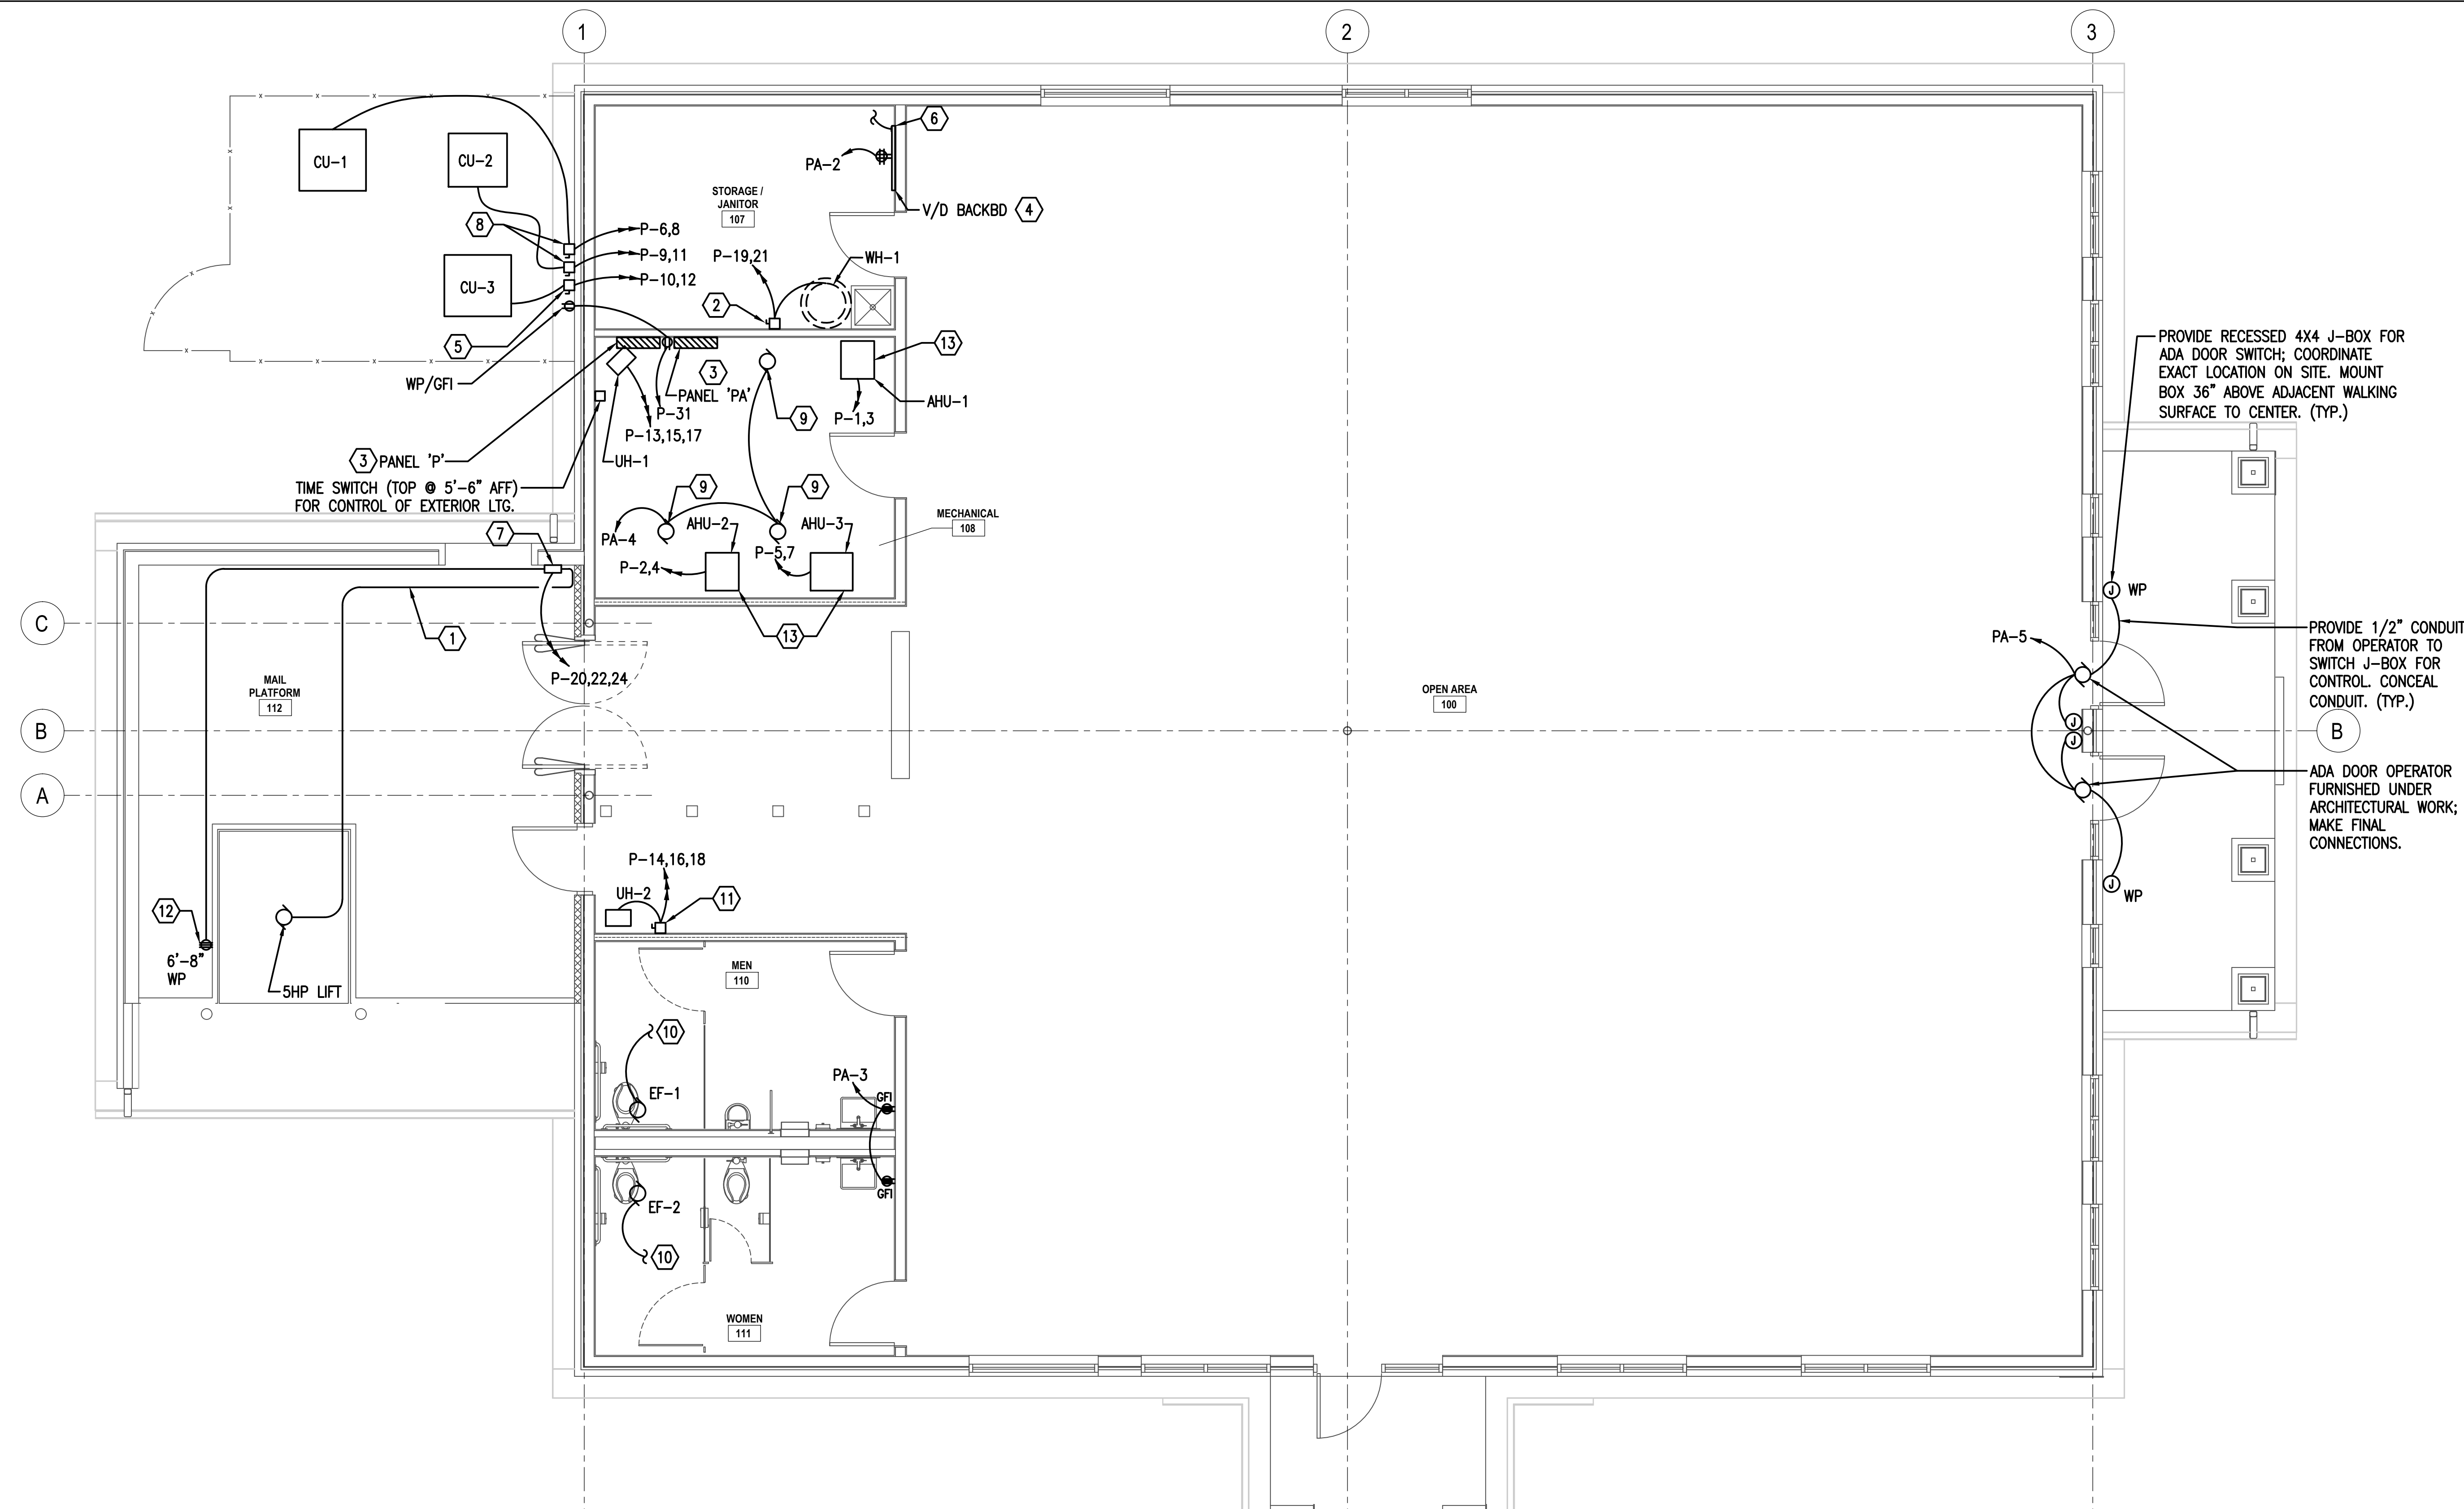 1
2
3
CU-1
CU-2
8
CU-3
5
WP/GFI
P-6,8
P-9,11
P-10,12
PA-2
6
STORAGE /
JANITOR
107
V/D BACKBD 4
P-19,21
WH-1
2
13
3
PANEL 'PA'
AHU-1
P-31
P-1,3
9
P-13,15,17
UH-1
3 PANEL 'P'
TIME SWITCH (TOP @ 5'-6" AFF)
FOR CONTROL OF EXTERIOR LTG.
9
9
7
AHU-2
AHU-3
PA-4
P-5,7
P-2,4
MECHANICAL
108
13
C
1
P-20,22,24
MAIL
PLATFORM
112
B
A
OPEN AREA
100
PROVIDE RECESSED 4X4 J-BOX FOR
ADA DOOR SWITCH; COORDINATE
EXACT LOCATION ON SITE. MOUNT
BOX 36" ABOVE ADJACENT WALKING
SURFACE TO CENTER. (TYP.)
J WP
PA-5
PROVIDE 1/2" CONDUIT
FROM OPERATOR TO
SWITCH J-BOX FOR
CONTROL. CONCEAL
CONDUIT. (TYP.)
J
J
B
ADA DOOR OPERATOR
FURNISHED UNDER
ARCHITECTURAL WORK;
MAKE FINAL
CONNECTIONS.
J
WP
P-14,16,18
UH-2
11
12
6'-8"
WP
5HP LIFT
MEN
110
10
EF-1
PA-3
GFI
GFI
EF-2
10
WOMEN
111